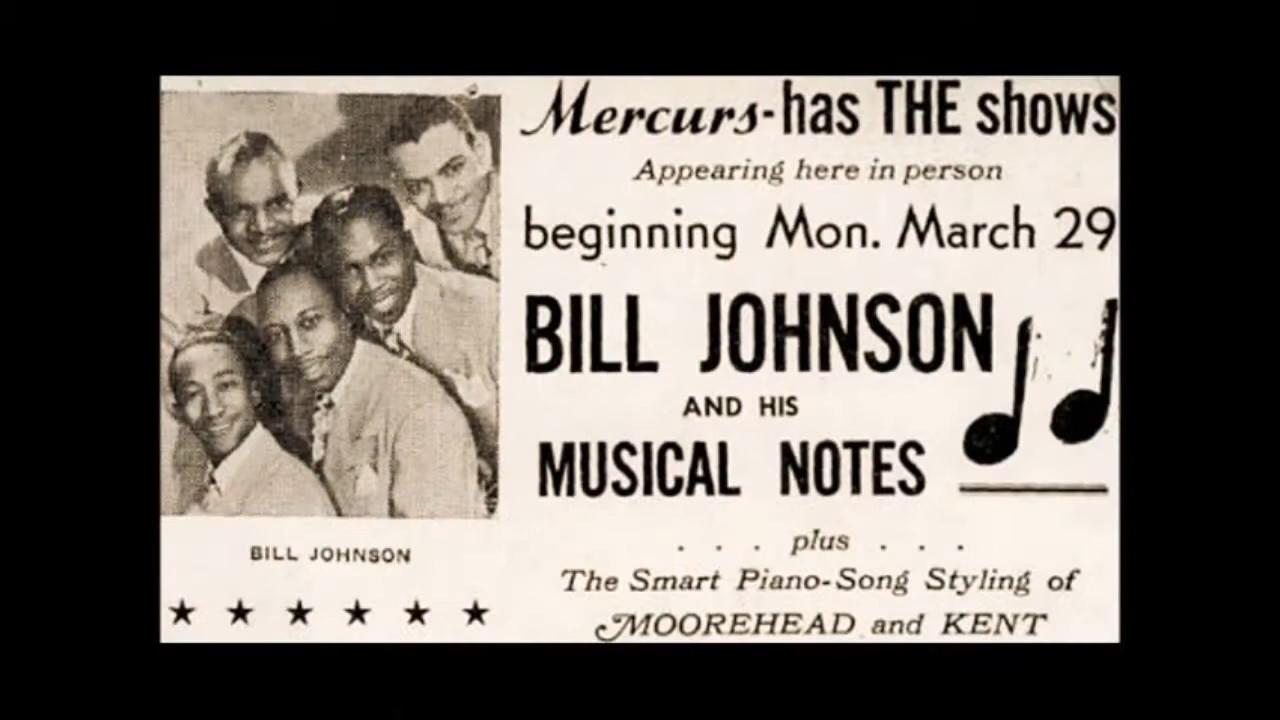 Mercurs-has THE shows
Appearing here in person
beginning Mon. March 29
BILL JOHNSON
AND HIS
MUSICAL NOTES
. . . plus . . .
The Smart Piano-Song Styling of
MOOREHEAD and KENT
BILL JOHNSON